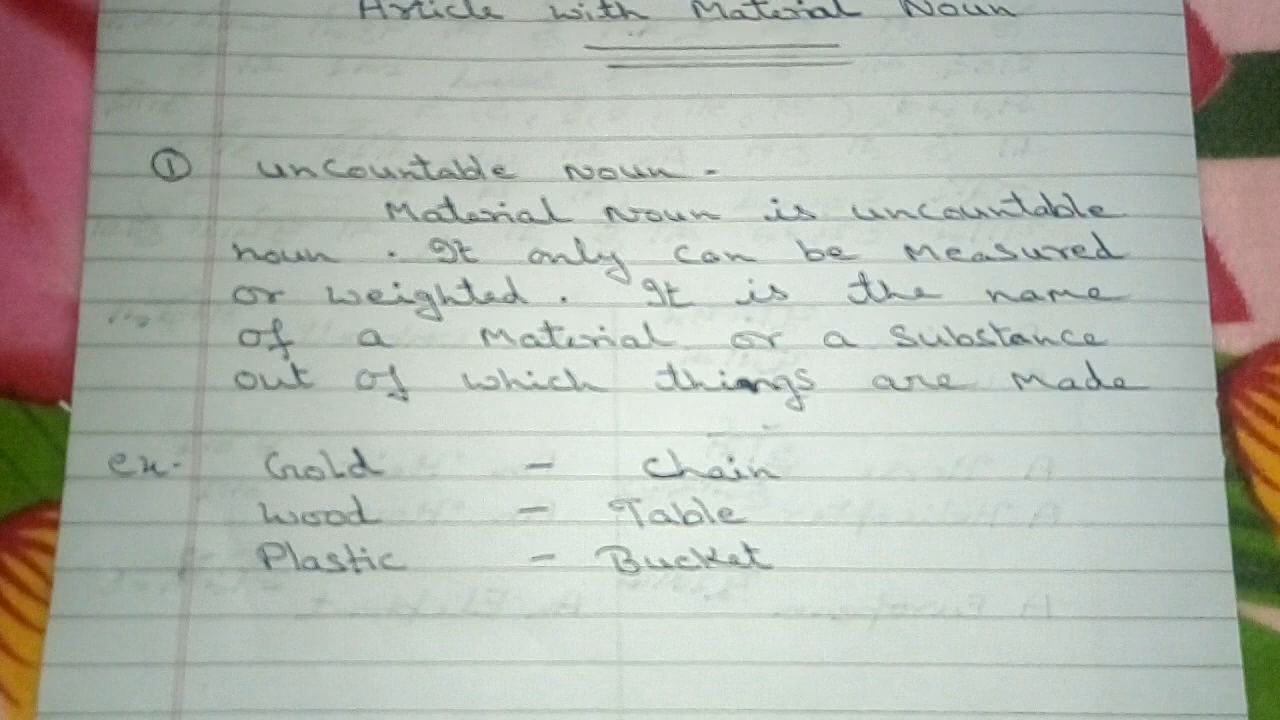 Article with Material Noun
① uncountable Noun -
Material Noun is uncountable
noun. It only can be Measured
or weighted. It is the name
of a Material or a Substance
out of which things are Made
ex- Gold - Chain
Wood - Table
Plastic - Bucket